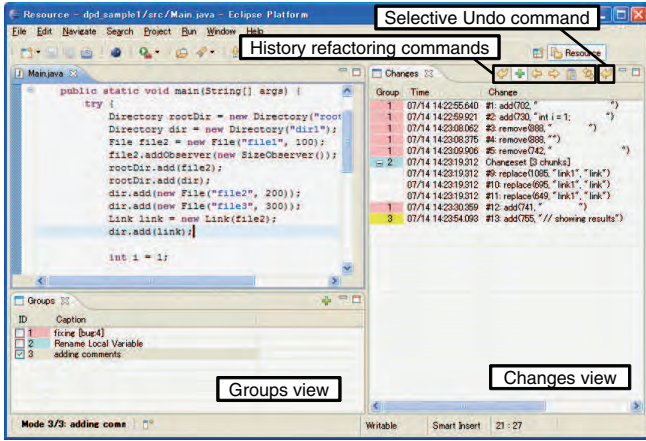 Resource - dpd_sample1/src/Main.java - Eclipse Platform
Selective Undo command
File Edit Navigate Search Project Run Window Help
History refactoring commands
Resource
Main.java
public static void main(String[] args) {
try {
Directory rootDir = new Directory("root
Directory dir = new Directory("dir1");
File file2 = new File("file1", 100);
file2.addObserver(new SizeObserver());
rootDir.add(file2);
rootDir.add(dir);
dir.add(new File("file2", 200));
dir.add(new File("file3", 300));
Link link = new Link(file2);
dir.add(link);
int i = 1;
Changes
Group Time Change
1 07/14 14:22:55.640 #1: add(702, " ")
1 07/14 14:22:59.921 #2: add(730, "int i = 1; ")
1 07/14 14:23:08.062 #3: remove(888, " ")
1 07/14 14:23:08.375 #4: remove(888, "")
1 07/14 14:23:09.906 #5: remove(742, " ")
2 07/14 14:23:19.312 Changeset [3 chunks]
07/14 14:23:19.312 #9: replace(1085, "link1", "link")
07/14 14:23:19.312 #10: replace(695, "link1", "link")
07/14 14:23:19.312 #11: replace(649, "link1", "link")
1 07/14 14:23:30.359 #12: add(741, " ")
3 07/14 14:23:54.093 #13: add(755, "// showing results")
Groups
ID Caption
1 fixing [bug:4]
2 Rename Local Variable
3 adding comments
Groups view
Changes view
Mode 3/3: adding comm
Writable Smart Insert 21 : 27